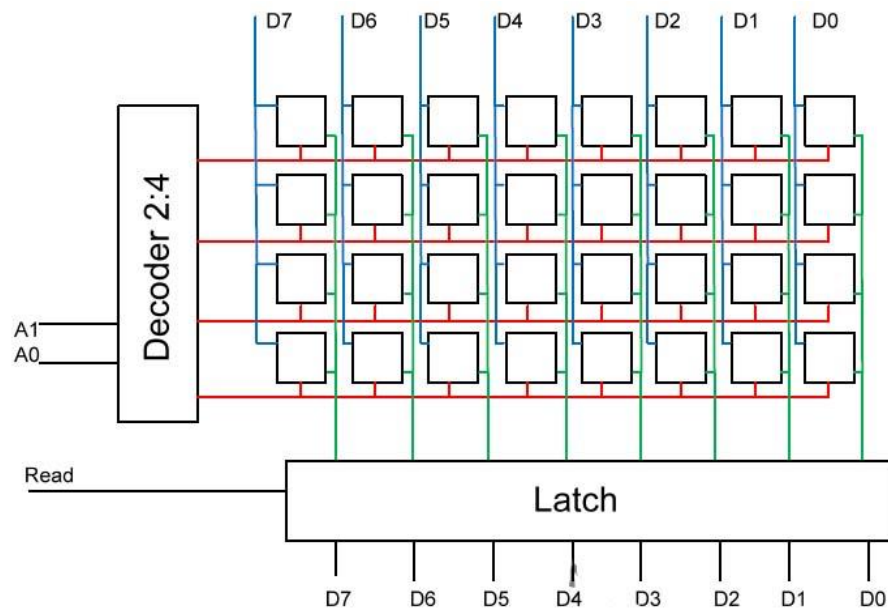 D7 D6 D5 D4 D3 D2 D1 D0
Decoder 2:4
A1
A0
Read
Latch
D7 D6 D5 D4 D3 D2 D1 D0